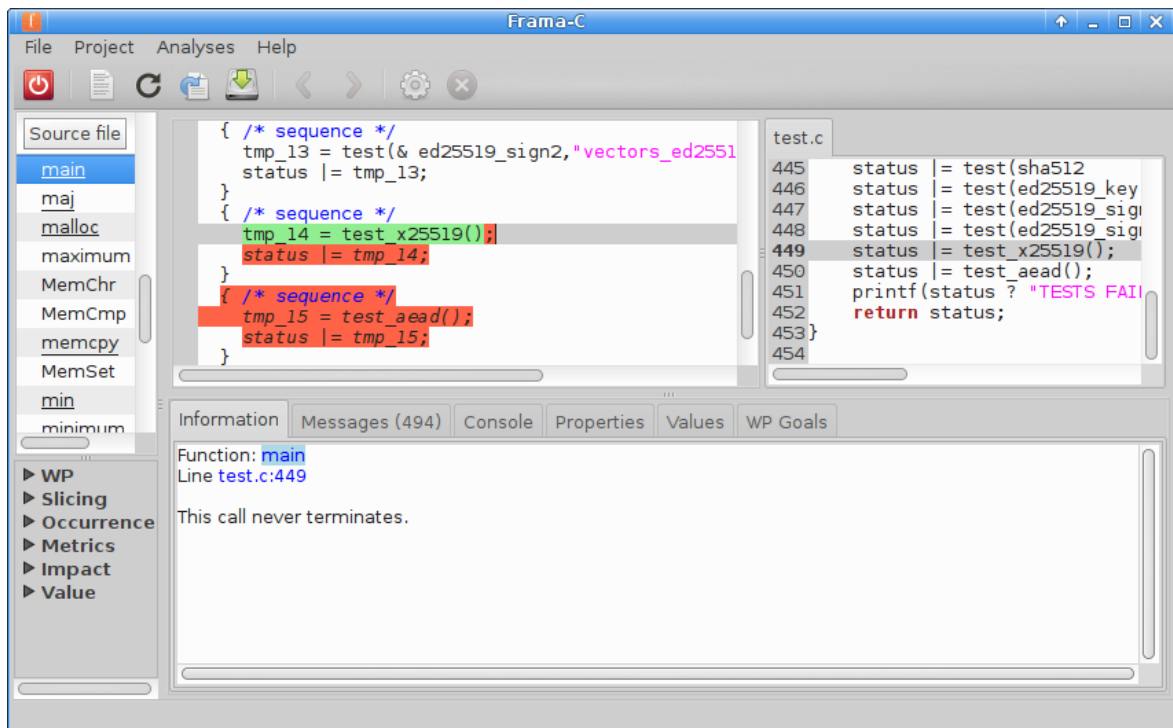 Frama-C
File Project Analyses Help
Source file
main
maj
malloc
maximum
MemChr
MemCmp
memcpy
MemSet
min
minimum
WP
Slicing
Occurrence
Metrics
Impact
Value
{ /* sequence */
tmp_13 = test(& ed25519_sign2,"vectors_ed2551
status |= tmp_13;
}
{ /* sequence */
tmp_14 = test_x25519();
status |= tmp_14;
}
{ /* sequence */
tmp_15 = test_aead();
status |= tmp_15;
}
test.c
445 status |= test(sha512
446 status |= test(ed25519_key
447 status |= test(ed25519_sig
448 status |= test(ed25519_sig
449 status |= test_x25519();
450 status |= test_aead();
451 printf(status ? "TESTS FAI
452 return status;
453 }
454
Information Messages (494) Console Properties Values WP Goals
Function: main
Line test.c:449
This call never terminates.